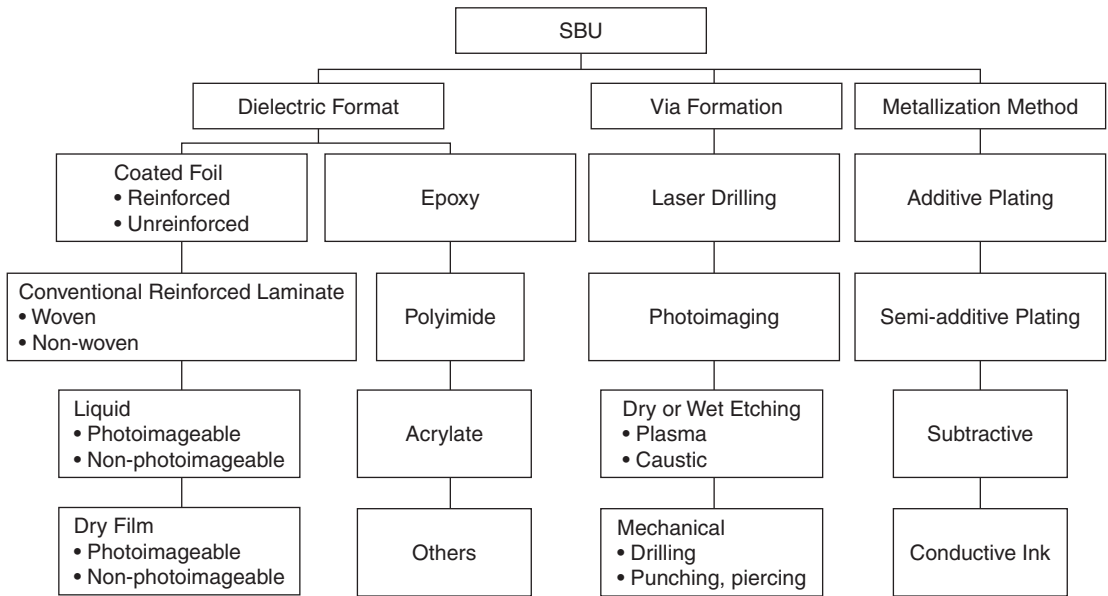 SBU
Dielectric Format
Via Formation
Metallization Method
Coated Foil
• Reinforced
• Unreinforced
Epoxy
Laser Drilling
Additive Plating
Conventional Reinforced Laminate
• Woven
• Non-woven
Polyimide
Photoimaging
Semi-additive Plating
Liquid
• Photoimageable
• Non-photoimageable
Acrylate
Dry or Wet Etching
• Plasma
• Caustic
Subtractive
Dry Film
• Photoimageable
• Non-photoimageable
Others
Mechanical
• Drilling
• Punching, piercing
Conductive Ink